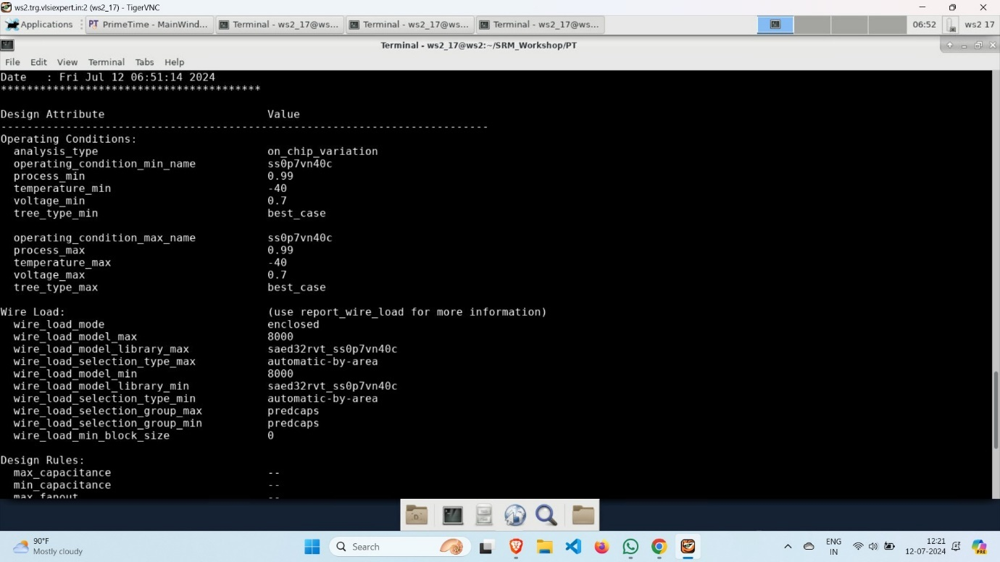 ws2.trg.vlsiexpert.in:2 (ws2_17) - TigerVNC
Applications PT PrimeTime - MainWind... Terminal - ws2_17@ws... Terminal - ws2_17@ws... Terminal - ws2_17@ws... 06:52 ws2 17
Terminal - ws2_17@ws2:~/SRM_Workshop/PT
File Edit View Terminal Tabs Help
Date   : Fri Jul 12 06:51:14 2024
****************************************
Design Attribute Value
---------------------------------------------------------------------------
Operating Conditions:
analysis_type on_chip_variation
operating_condition_min_name ss0p7vn40c
process_min 0.99
temperature_min -40
voltage_min 0.7
tree_type_min best_case
operating_condition_max_name ss0p7vn40c
process_max 0.99
temperature_max -40
voltage_max 0.7
tree_type_max best_case
Wire Load: (use report_wire_load for more information)
wire_load_mode enclosed
wire_load_model_max 8000
wire_load_model_library_max saed32rvt_ss0p7vn40c
wire_load_selection_type_max automatic-by-area
wire_load_model_min 8000
wire_load_model_library_min saed32rvt_ss0p7vn40c
wire_load_selection_type_min automatic-by-area
wire_load_selection_group_max predcaps
wire_load_selection_group_min predcaps
wire_load_min_block_size 0
Design Rules:
max_capacitance --
min_capacitance --
max_fanout --
90°F
Mostly cloudy
Search
ENG
IN
12:21
12-07-2024
PRE